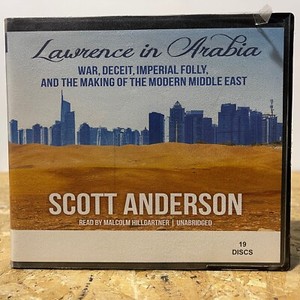 Lawrence in Arabia
WAR, DECEIT, IMPERIAL FOLLY,
AND THE MAKING OF THE MODERN MIDDLE EAST
SCOTT ANDERSON
READ BY MALCOLM HILLGARTNER | UNABRIDGED
19
DISCS